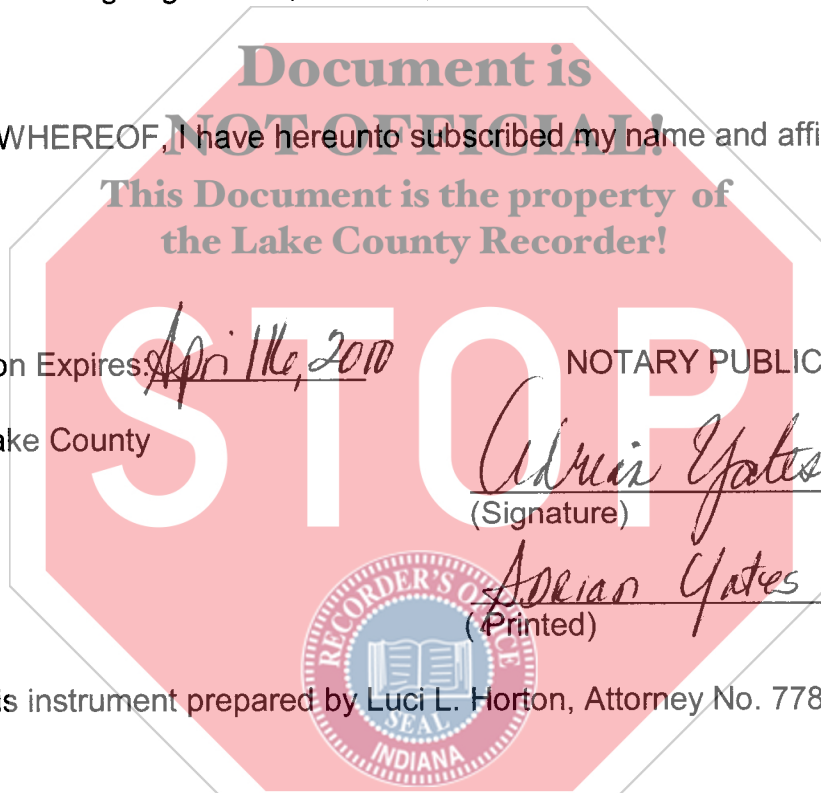 Document is
WHEREOF, I have hereunto subscribed my name and affi
NOT OFFICIAL!
This Document is the property of
the Lake County Recorder!
STOP
on Expires: April 16, 2010
NOTARY PUBLIC
ake County
Adrian Yates
(Signature)
Adrian Yates
(Printed)
RECORDER'S OFFICE
SEAL
INDIANA
s instrument prepared by Luci L. Horton, Attorney No. 778